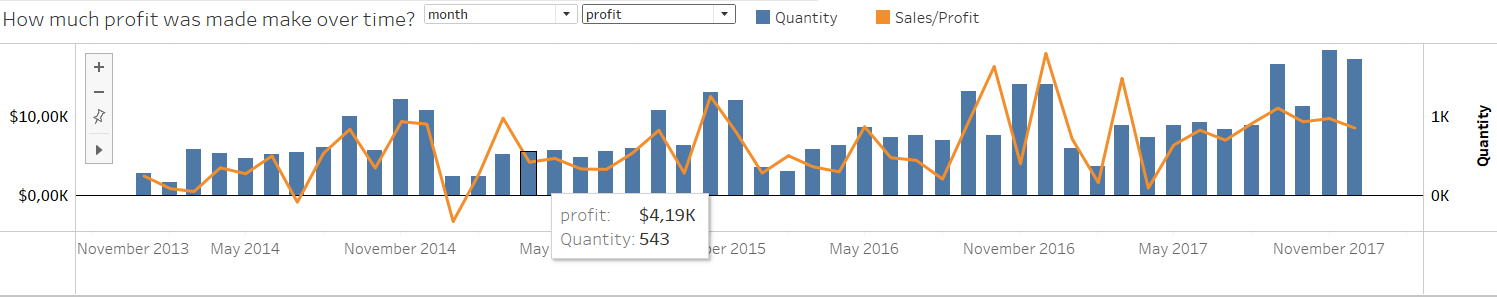 How much profit was made make over time?
month
profit
Quantity
Sales/Profit
$10,00K
$0,00K
1K
0K
Quantity
profit: $4,19K
Quantity: 543
November 2013 May 2014 November 2014 May 2015 May 2016 November 2016 May 2017 November 2017